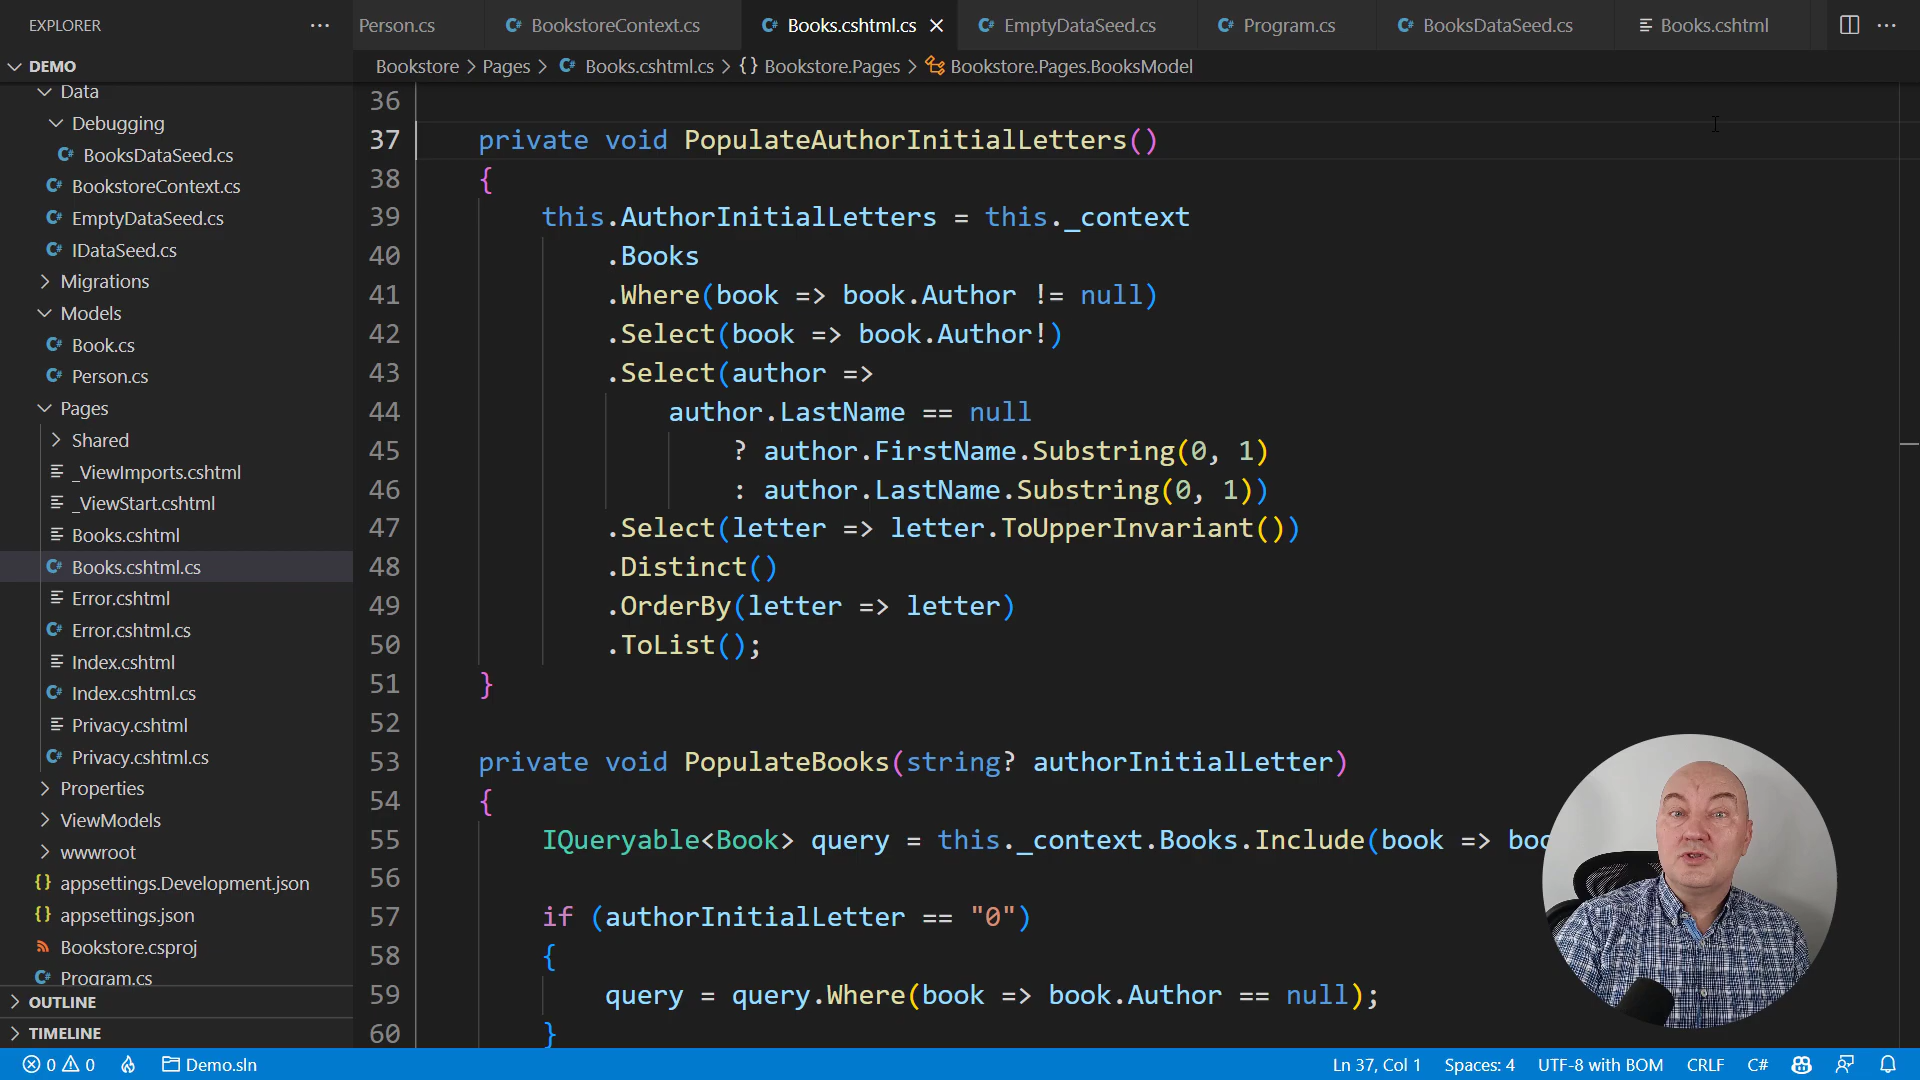 EXPLORER
DEMO
Data
Debugging
BooksDataSeed.cs
BookstoreContext.cs
EmptyDataSeed.cs
IDataSeed.cs
Migrations
Models
Book.cs
Person.cs
Pages
Shared
_ViewImports.cshtml
_ViewStart.cshtml
Books.cshtml
Books.cshtml.cs
Error.cshtml
Error.cshtml.cs
Index.cshtml
Index.cshtml.cs
Privacy.cshtml
Privacy.cshtml.cs
Properties
ViewModels
wwwroot
appsettings.Development.json
appsettings.json
Bookstore.csproj
Program.cs
OUTLINE
TIMELINE
Person.cs BookstoreContext.cs Books.cshtml.cs EmptyDataSeed.cs Program.cs BooksDataSeed.cs Books.cshtml
Bookstore > Pages > Books.cshtml.cs > {} Bookstore.Pages > Bookstore.Pages.BooksModel
36
37 private void PopulateAuthorInitialLetters()
38 {
39 this.AuthorInitialLetters = this._context
40 .Books
41 .Where(book => book.Author != null)
42 .Select(book => book.Author!)
43 .Select(author =>
44 author.LastName == null
45 ? author.FirstName.Substring(0, 1)
46 : author.LastName.Substring(0, 1))
47 .Select(letter => letter.ToUpperInvariant())
48 .Distinct()
49 .OrderBy(letter => letter)
50 .ToList();
51 }
52
53 private void PopulateBooks(string? authorInitialLetter)
54 {
55 IQueryable<Book> query = this._context.Books.Include(book => boo
56
57 if (authorInitialLetter == "0")
58 {
59 query = query.Where(book => book.Author == null);
60 }
0 0 Demo.sln Ln 37, Col 1 Spaces: 4 UTF-8 with BOM CRLF C#